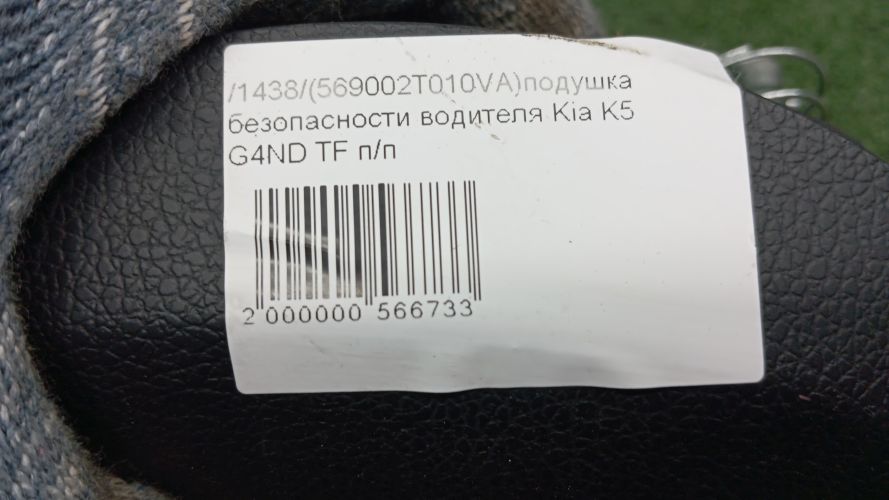 /1438/(569002T010VA)подушка
безопасности водителя Kia K5
G4ND TF п/п
2 000000 566733